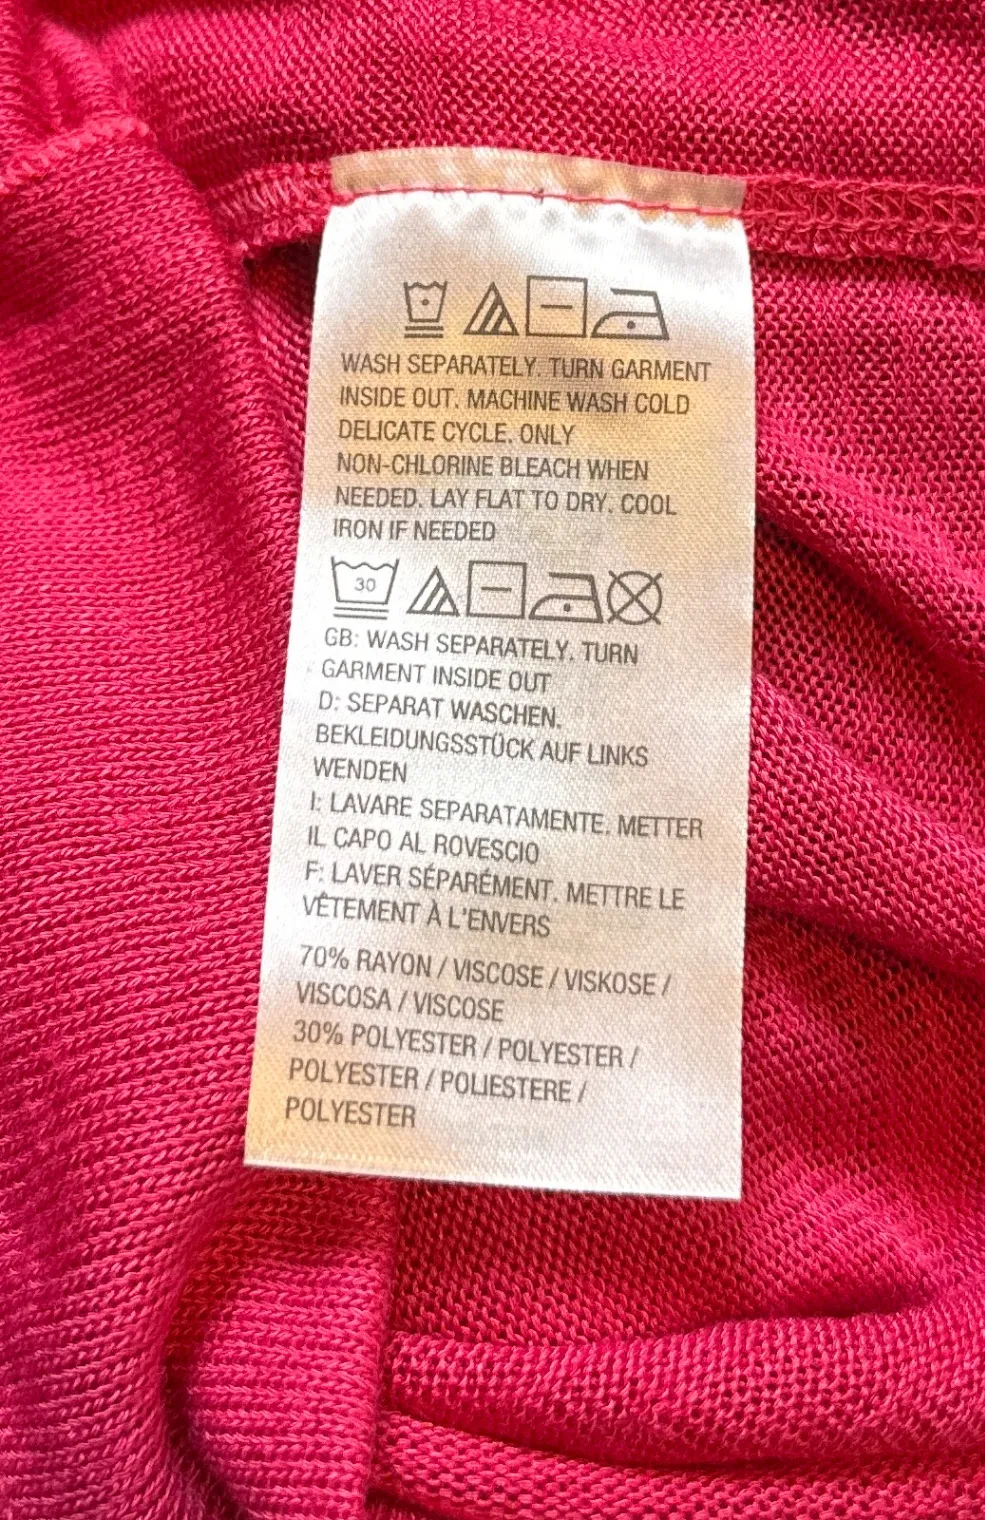 WASH SEPARATELY. TURN GARMENT
INSIDE OUT. MACHINE WASH COLD
DELICATE CYCLE. ONLY
NON-CHLORINE BLEACH WHEN
NEEDED. LAY FLAT TO DRY. COOL
IRON IF NEEDED
30
GB: WASH SEPARATELY. TURN
GARMENT INSIDE OUT
D: SEPARAT WASCHEN.
BEKLEIDUNGSSTÜCK AUF LINKS
WENDEN
I: LAVARE SEPARATAMENTE. METTER
IL CAPO AL ROVESCIO
F: LAVER SÉPARÉMENT. METTRE LE
VÊTEMENT À L'ENVERS
70% RAYON / VISCOSE / VISKOSE /
VISCOSA / VISCOSE
30% POLYESTER / POLYESTER /
POLYESTER / POLIESTERE /
POLYESTER